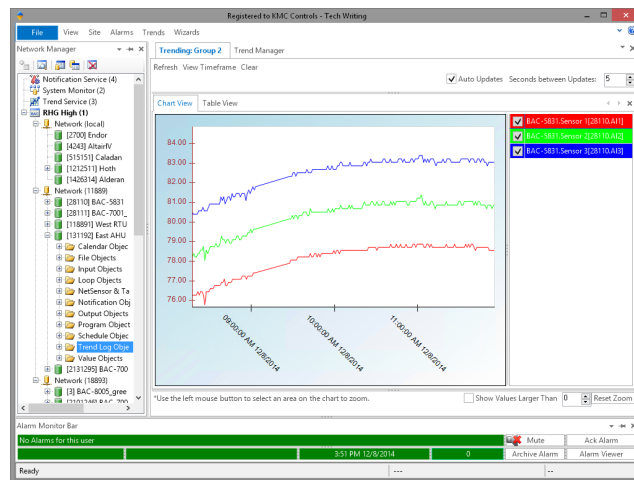 Registered to KMC Controls - Tech Writing
File View Site Alarms Trends Wizards
Network Manager
Trending: Group 2 Trend Manager
Refresh View Timeframe Clear
Auto Updates Seconds between Updates: 5
Notification Service (4)
System Monitor (2)
Trend Service (3)
RHG High (1)
Network (local)
[2700] Endor
[4243] AltairIV
[515151] Caladan
[1212511] Hoth
[1426314] Alderan
Network (11889)
[28110] BAC-5831
[28111] BAC-7001_
[118891] West RTU
[131192] East AHU
Calendar Objec
File Objects
Input Objects
Loop Objects
NetSensor & Ta
Notification Obj
Output Objects
Program Object
Schedule Objec
Trend Log Obje
Value Objects
[2131295] BAC-700
Network (18893)
[3] BAC-8005_gree
[2101246] BAC-700
Chart View Table View
84.00
83.00
82.00
81.00
80.00
79.00
78.00
77.00
76.00
09:00:00 AM 12/8/2014
10:00:00 AM 12/8/2014
11:00:00 AM 12/8/2014
BAC-5831.Sensor 1[28110.AI1]
BAC-5831.Sensor 2[28110.AI2]
BAC-5831.Sensor 3[28110.AI3]
*Use the left mouse button to select an area on the chart to zoom.
Show Values Larger Than 0 Reset Zoom
Alarm Monitor Bar
No Alarms for this user
Mute Ack Alarm
3:51 PM 12/8/2014 0
Archive Alarm Alarm Viewer
Ready --- --